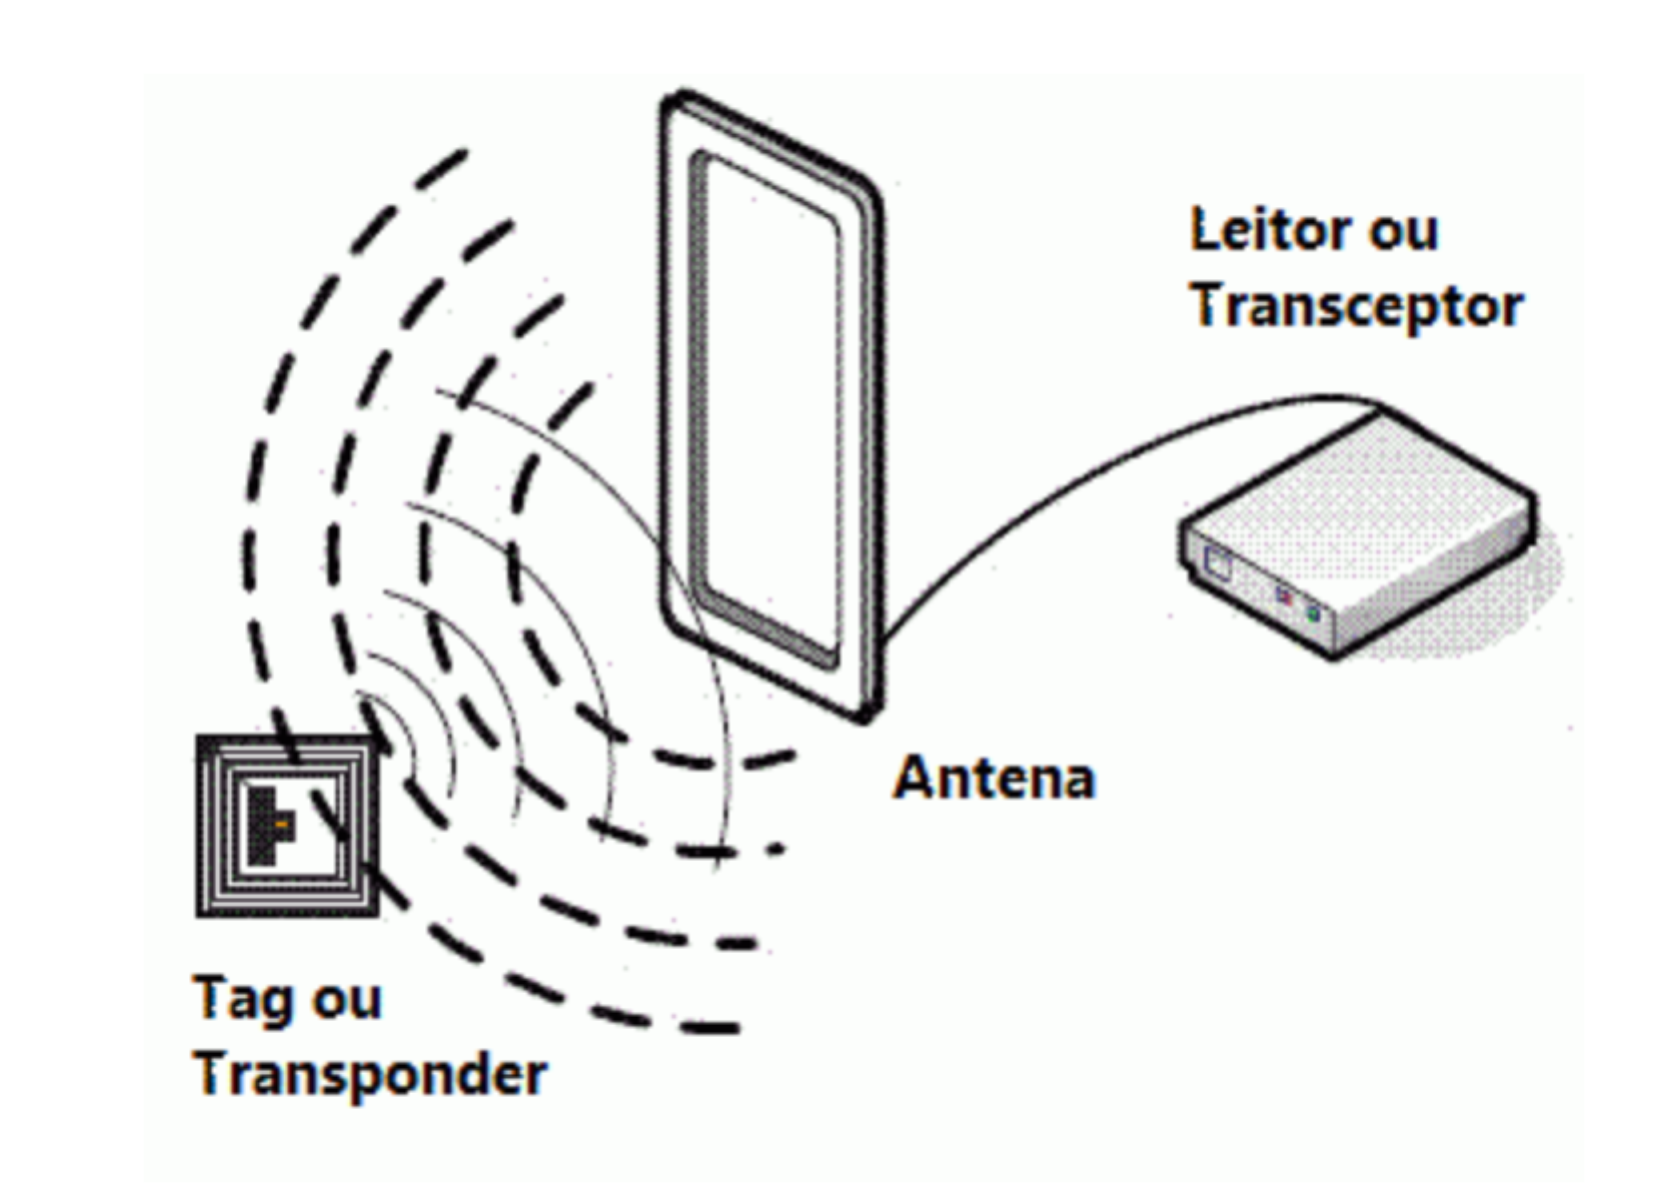 Leitor ou
Transceptor
Antena
Tag ou
Transponder